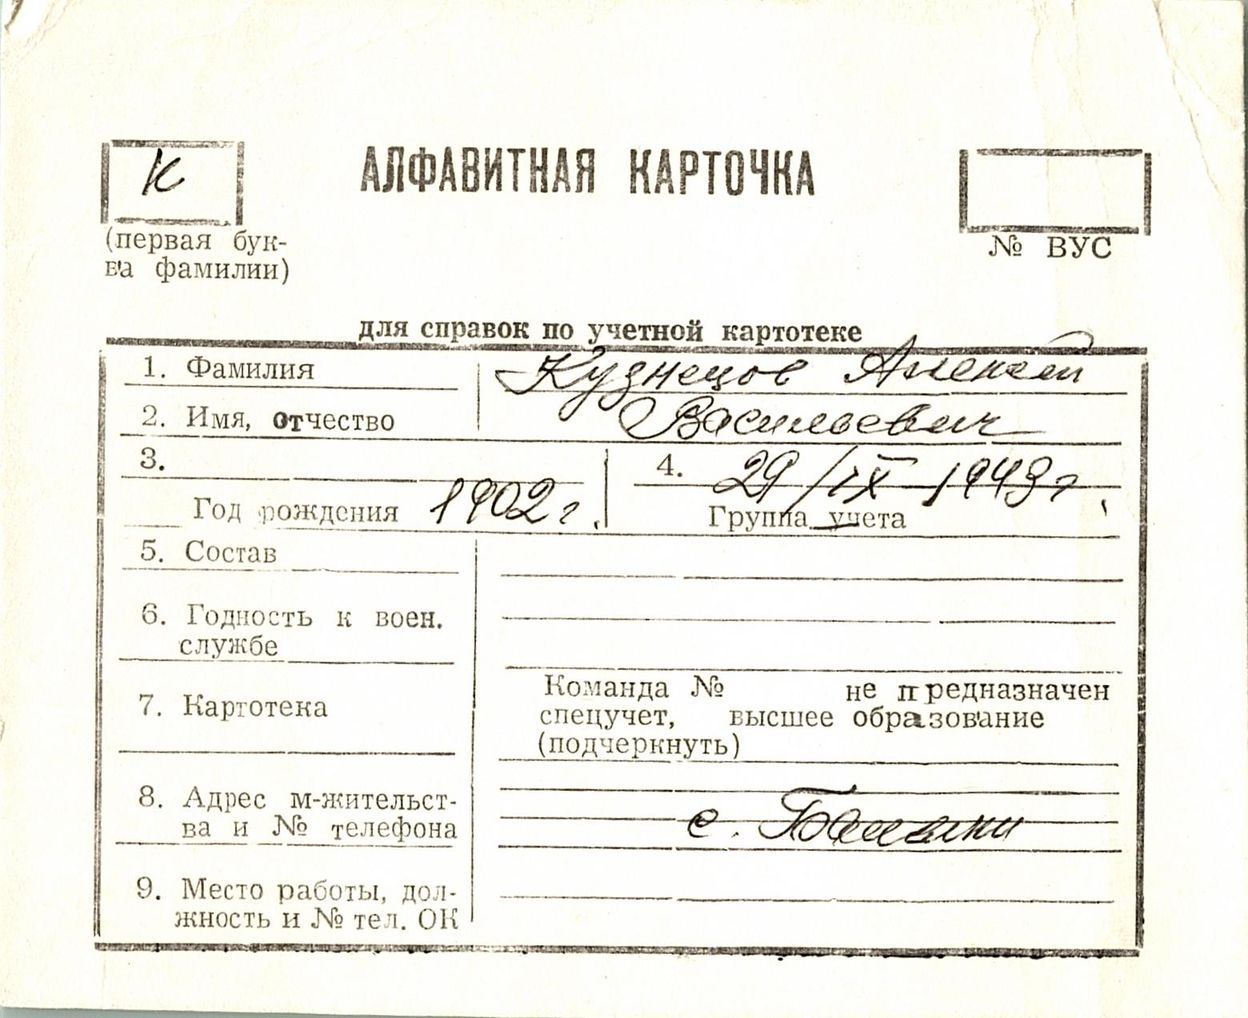 К
АЛФАВИТНАЯ КАРТОЧКА
(первая бук-
ва фамилии)
№ ВУС
для справок по учетной картотеке
1. Фамилия
Кузнецов Алексей
2. Имя, отчество
Васильевич
3.
Год рождения 1902 г.
4. 29/IX-1943 г.
Группа учета
5. Состав
6. Годность к воен.
службе
7. Картотека
Команда № не предназначен
спецучет, высшее образование
(подчеркнуть)
8. Адрес м-жительст-
ва и № телефона
с.
9. Место работы, дол-
жность и № тел. ОК